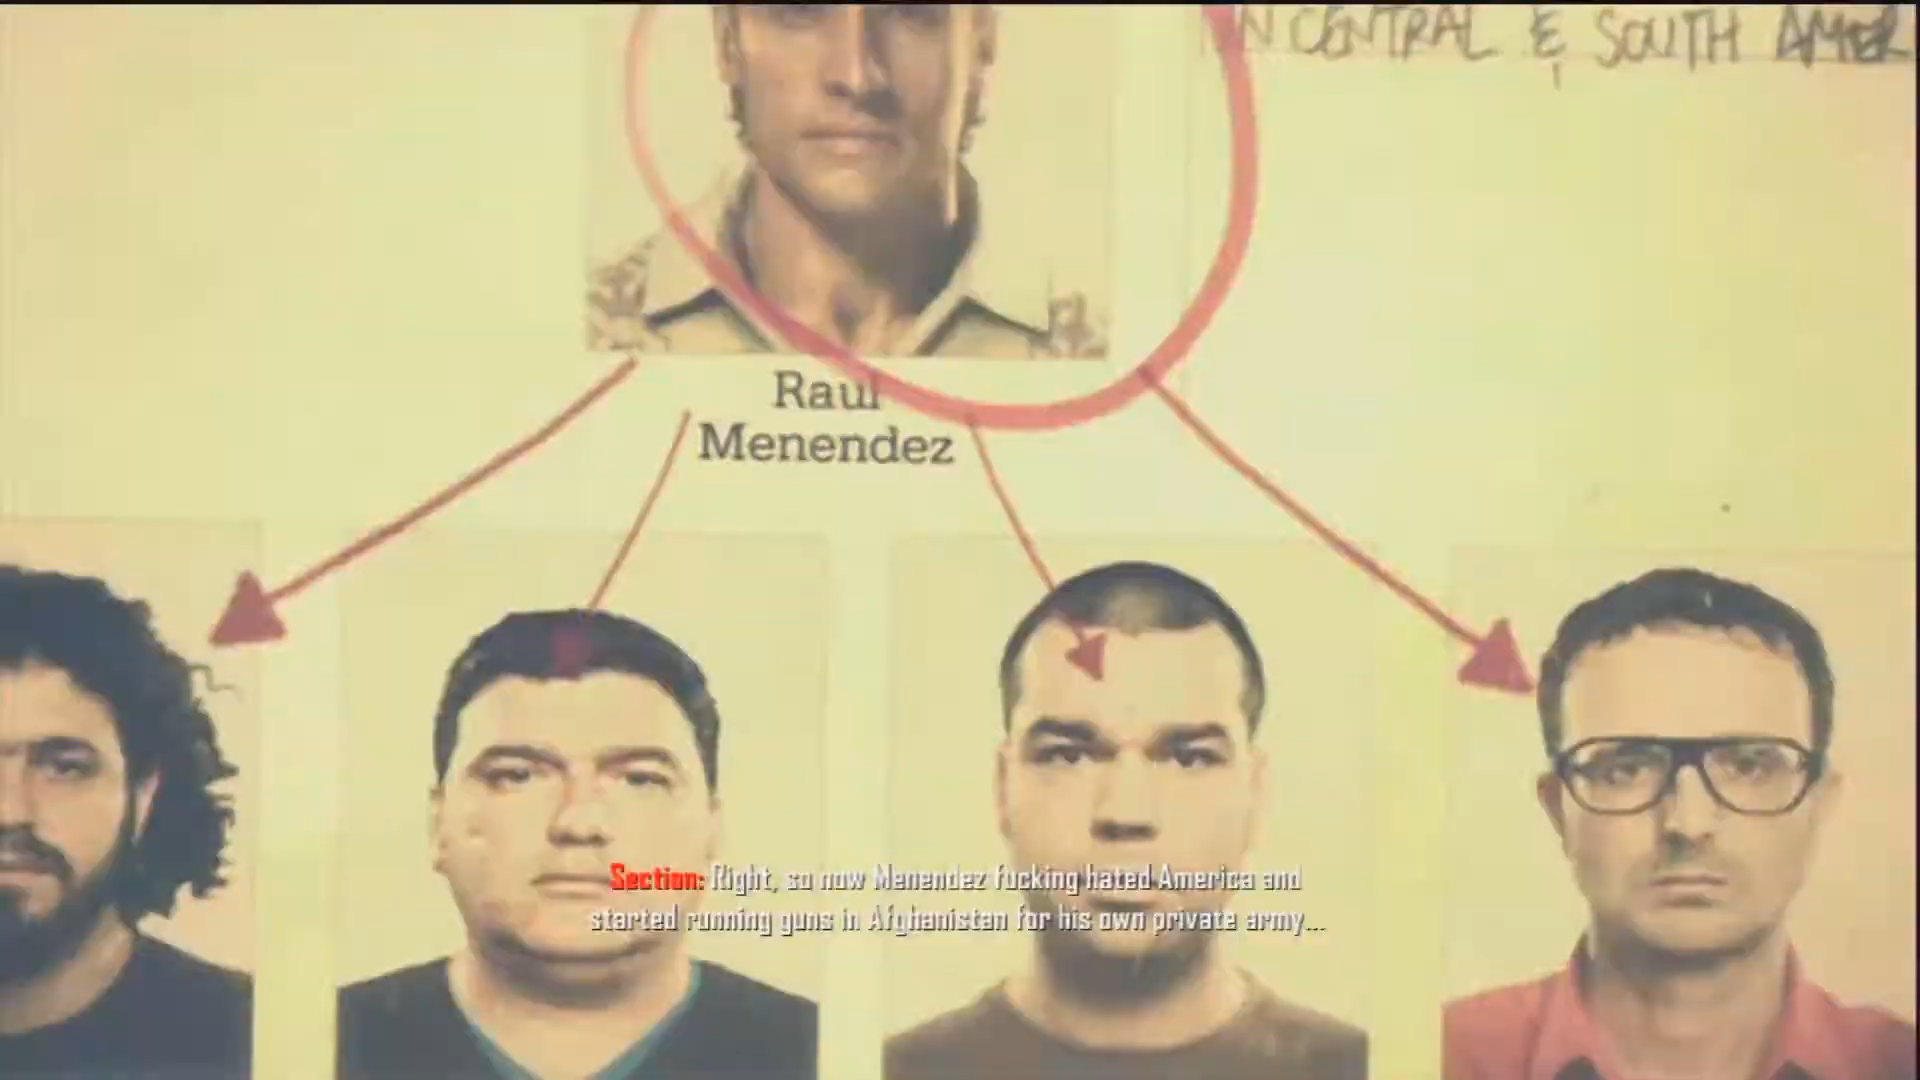 N CENTRAL & SOUTH AMER
Raul
Menendez
Section: Right, so now Menendez fucking hated America and
started running guns in Afghanistan for his own private army...